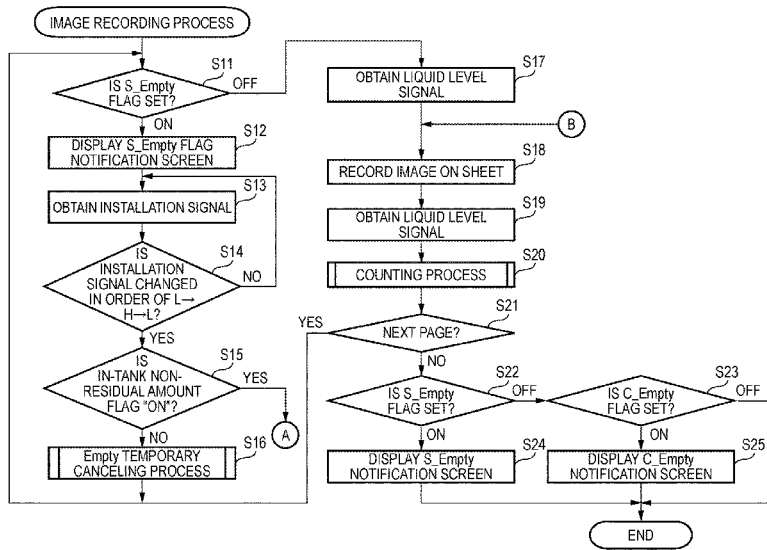 IMAGE RECORDING PROCESS
S11
IS S_Empty
FLAG SET?
OFF
ON
S12
DISPLAY S_Empty FLAG
NOTIFICATION SCREEN
S13
OBTAIN INSTALLATION SIGNAL
S14
IS
INSTALLATION
SIGNAL CHANGED
IN ORDER OF L→
H→L?
NO
YES
S15
IS
IN-TANK NON-
RESIDUAL AMOUNT
FLAG "ON"?
YES
A
NO
S16
Empty TEMPORARY
CANCELING PROCESS
S17
OBTAIN LIQUID LEVEL
SIGNAL
B
S18
RECORD IMAGE ON SHEET
S19
OBTAIN LIQUID LEVEL
SIGNAL
S20
COUNTING PROCESS
S21
YES
NEXT PAGE?
NO
S22
IS S_Empty
FLAG SET?
OFF
ON
S23
IS C_Empty
FLAG SET?
OFF
ON
S24
DISPLAY S_Empty
NOTIFICATION SCREEN
S25
DISPLAY C_Empty
NOTIFICATION SCREEN
END